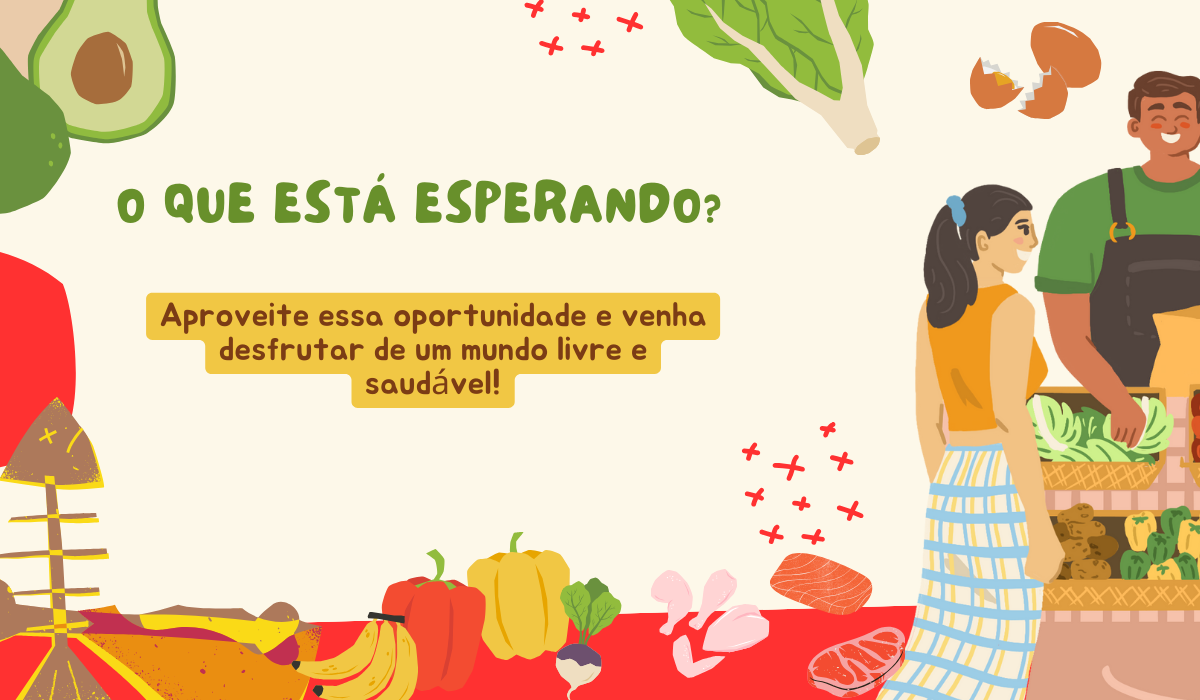 O QUE ESTÁ ESPERANDO?
Aproveite essa oportunidade e venha
desfrutar de um mundo livre e
saudável!